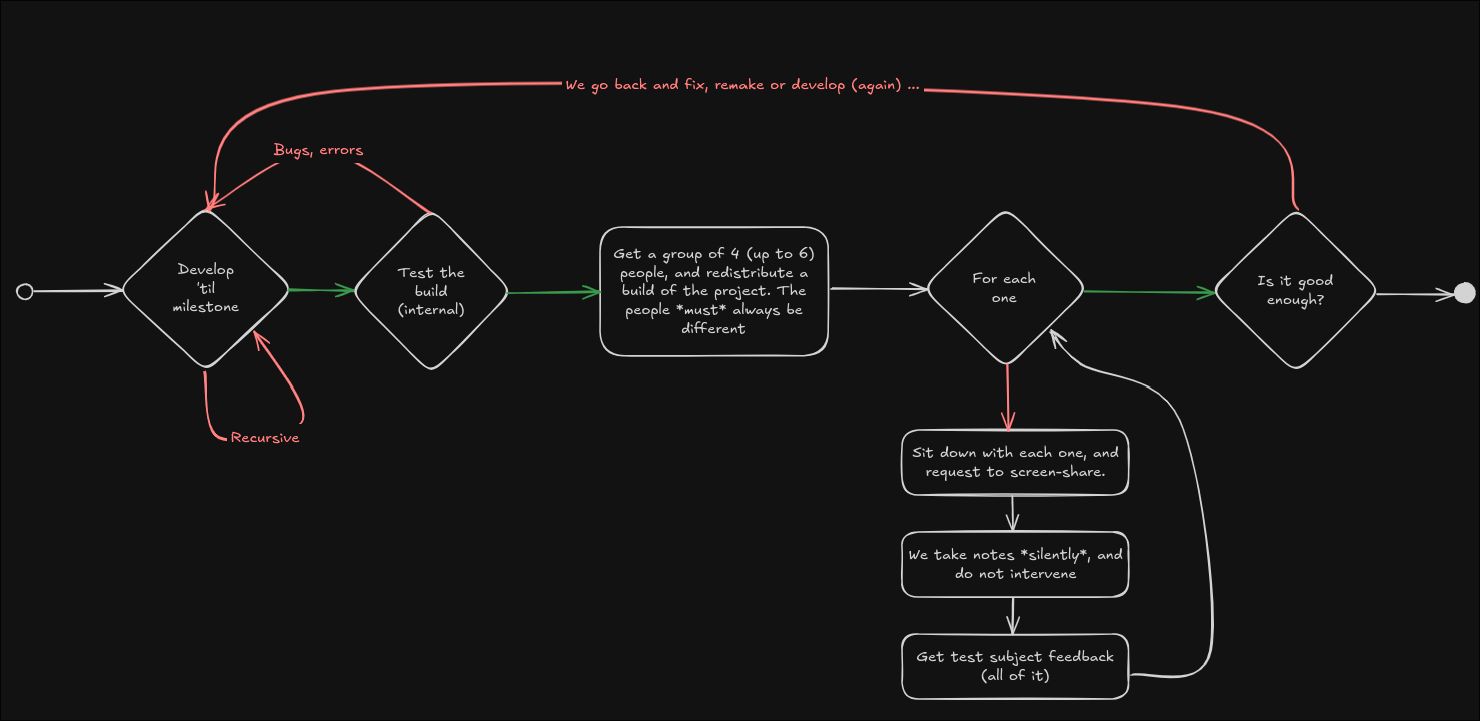 We go back and fix, remake or develop (again) ...
Bugs, errors
Develop
'til
milestone
Test the
build
(internal)
Get a group of 4 (up to 6)
people, and redistribute a
build of the project. The
people *must* always be
different
For each
one
Is it good
enough?
Recursive
Sit down with each one, and
request to screen-share.
We take notes *silently*, and
do not intervene
Get test subject feedback
(all of it)